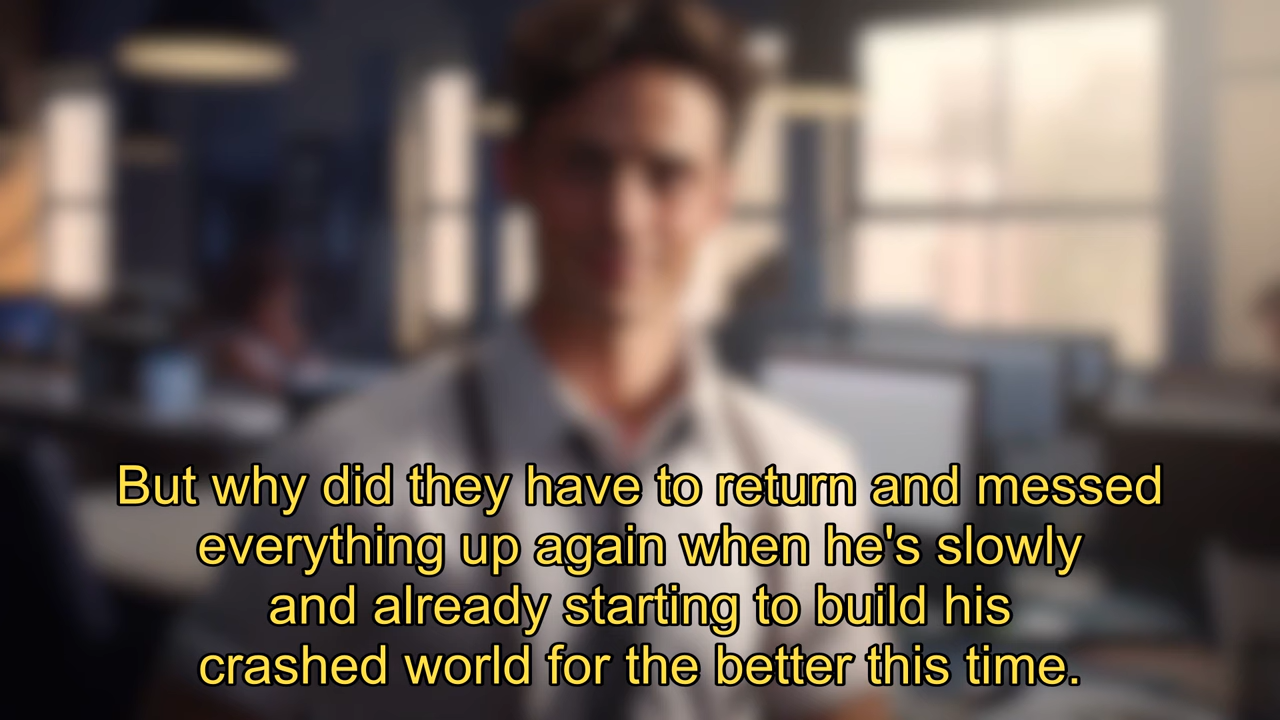 But why did they have to return and messed
everything up again when he's slowly
and already starting to build his
crashed world for the better this time.